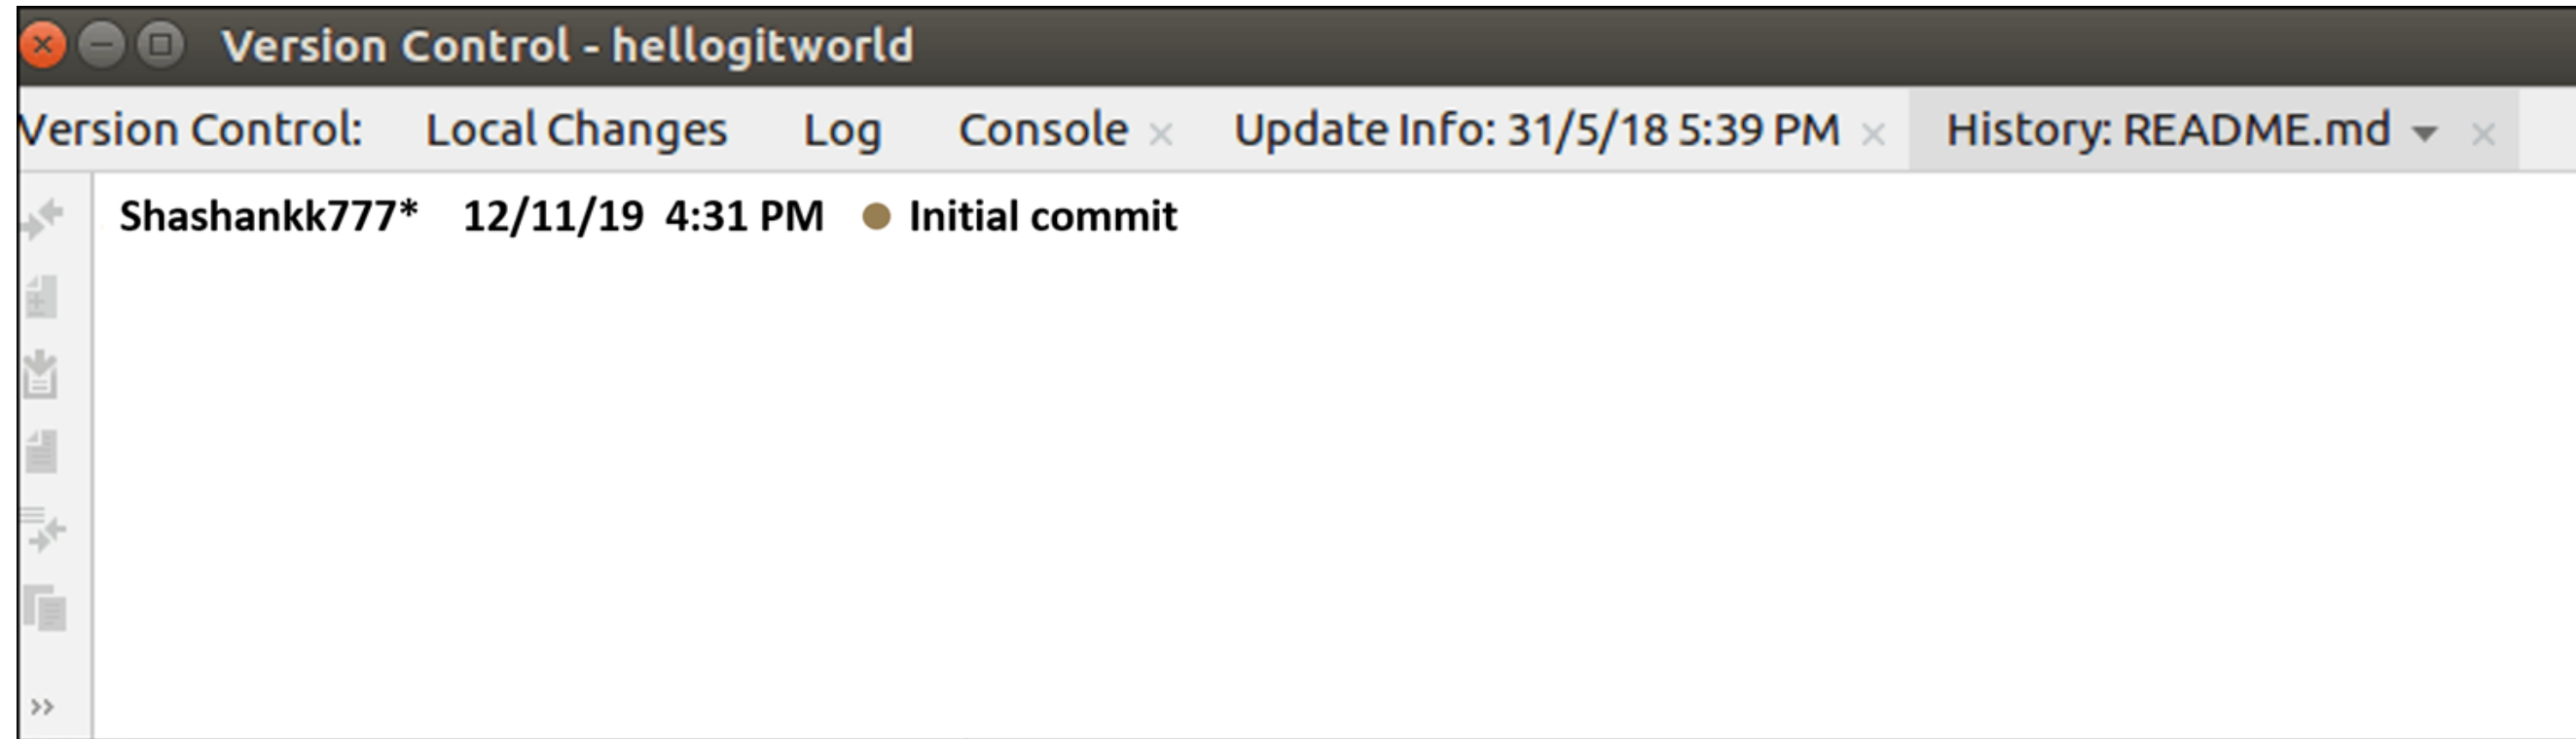 Version Control - hellogitworld
Version Control: Local Changes Log Console × Update Info: 31/5/18 5:39 PM × History: README.md ×
Shashankk777* 12/11/19 4:31 PM Initial commit